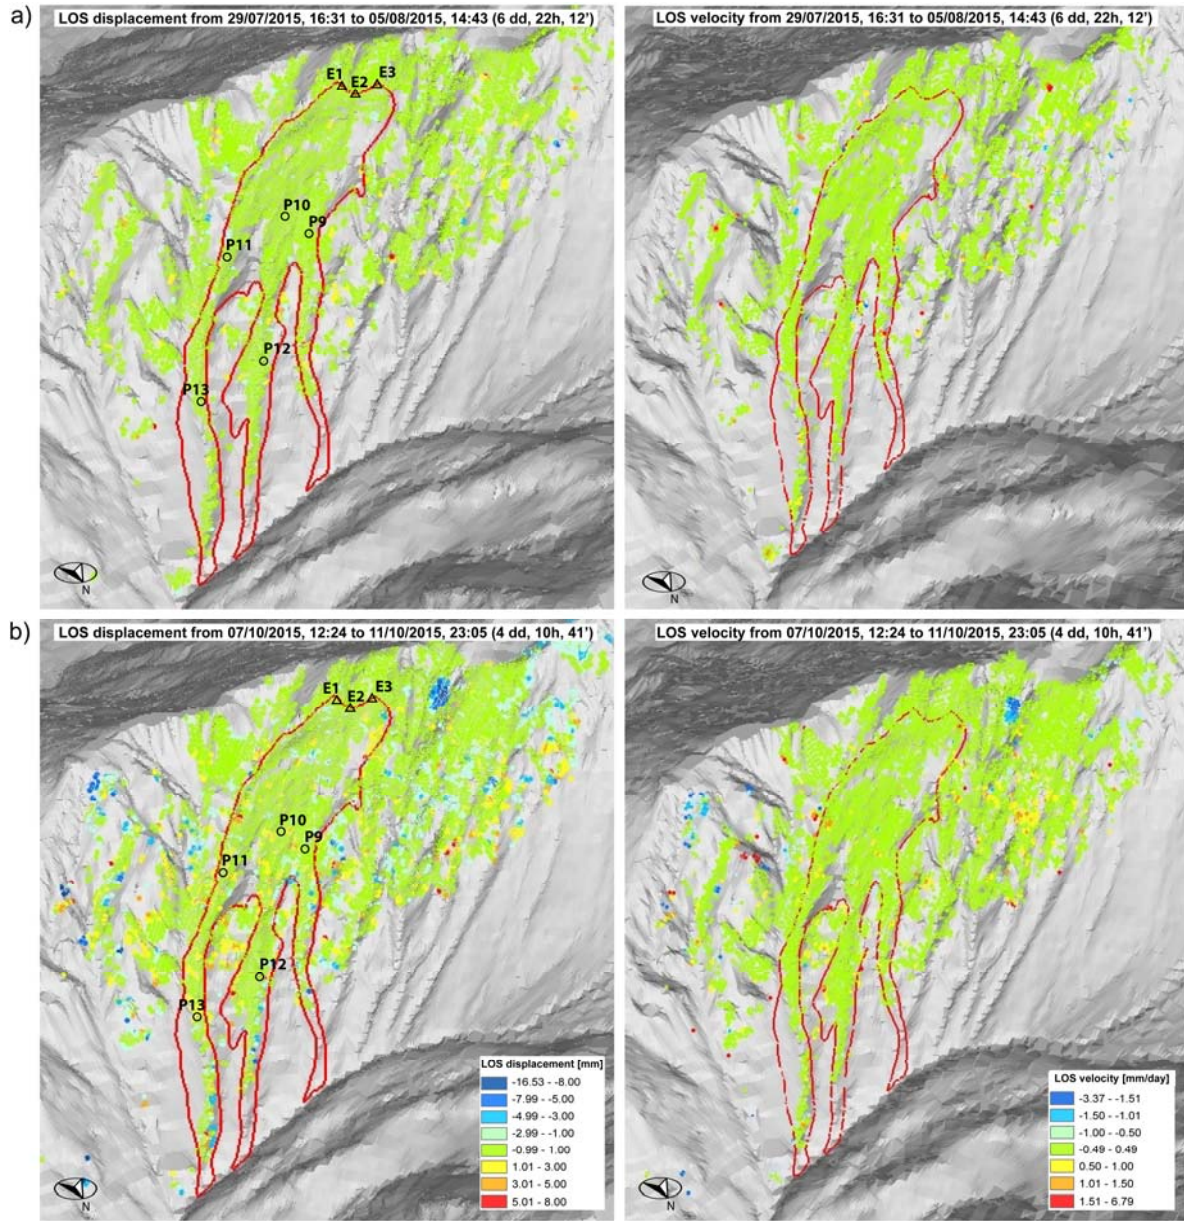 a)
LOS displacement from 29/07/2015, 16:31 to 05/08/2015, 14:43 (6 dd, 22h, 12')
E1
E2
E3
P10
P9
P11
P12
P13
N
LOS velocity from 29/07/2015, 16:31 to 05/08/2015, 14:43 (6 dd, 22h, 12')
N
b)
LOS displacement from 07/10/2015, 12:24 to 11/10/2015, 23:05 (4 dd, 10h, 41')
E1
E2
E3
P10
P9
P11
P12
P13
N
LOS displacement [mm]
-16.53 - -8.00
-7.99 - -5.00
-4.99 - -3.00
-2.99 - -1.00
-0.99 - 1.00
1.01 - 3.00
3.01 - 5.00
5.01 - 8.00
LOS velocity from 07/10/2015, 12:24 to 11/10/2015, 23:05 (4 dd, 10h, 41')
N
LOS velocity [mm/day]
-3.37 - -1.51
-1.50 - -1.01
-1.00 - -0.50
-0.49 - 0.49
0.50 - 1.00
1.01 - 1.50
1.51 - 6.79